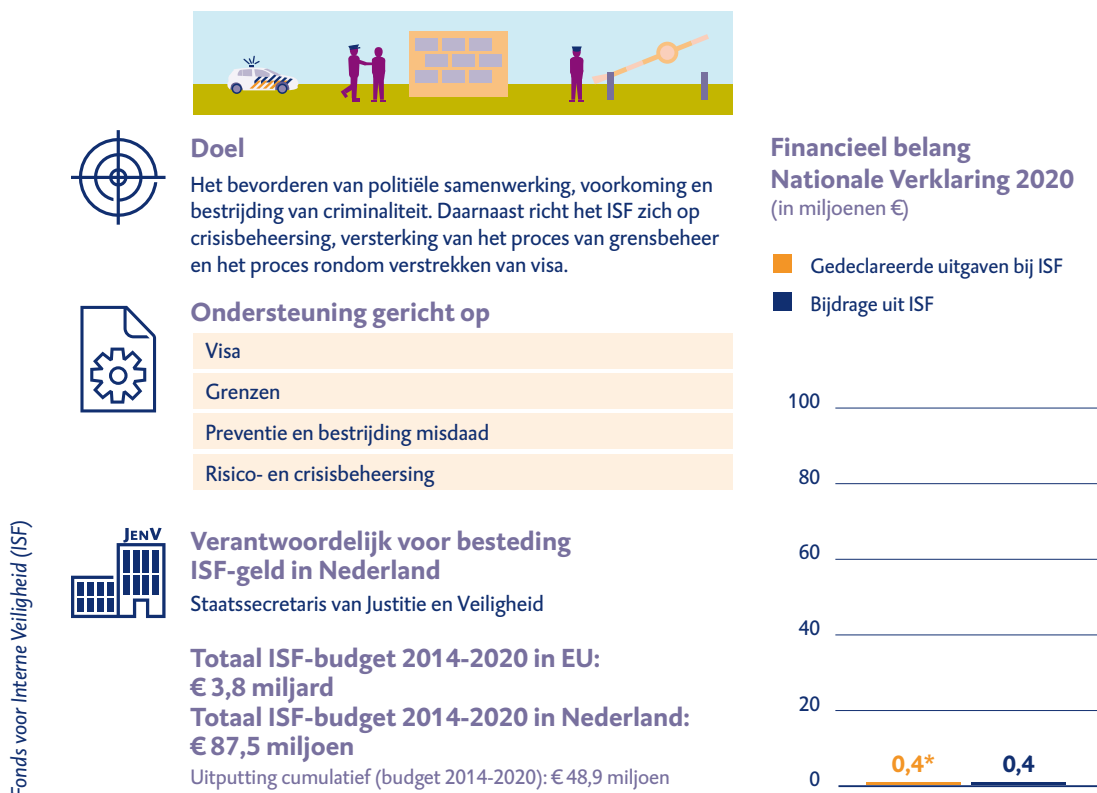 Doel
Het bevorderen van politiële samenwerking, voorkoming en
bestrijding van criminaliteit. Daarnaast richt het ISF zich op
crisisbeheersing, versterking van het proces van grensbeheer
en het proces rondom verstrekken van visa.
Ondersteuning gericht op
Visa
Grenzen
Preventie en bestrijding misdaad
Risico- en crisisbeheersing
JENV
Verantwoordelijk voor besteding
ISF-geld in Nederland
Staatssecretaris van Justitie en Veiligheid
Totaal ISF-budget 2014-2020 in EU:
€ 3,8 miljard
Totaal ISF-budget 2014-2020 in Nederland:
€ 87,5 miljoen
Uitputting cumulatief (budget 2014-2020): € 48,9 miljoen
Fonds voor Interne Veiligheid (ISF)
Financieel belang
Nationale Verklaring 2020
(in miljoenen €)
Gedeclareerde uitgaven bij ISF
Bijdrage uit ISF
100
80
60
40
20
0
0,4*
0,4